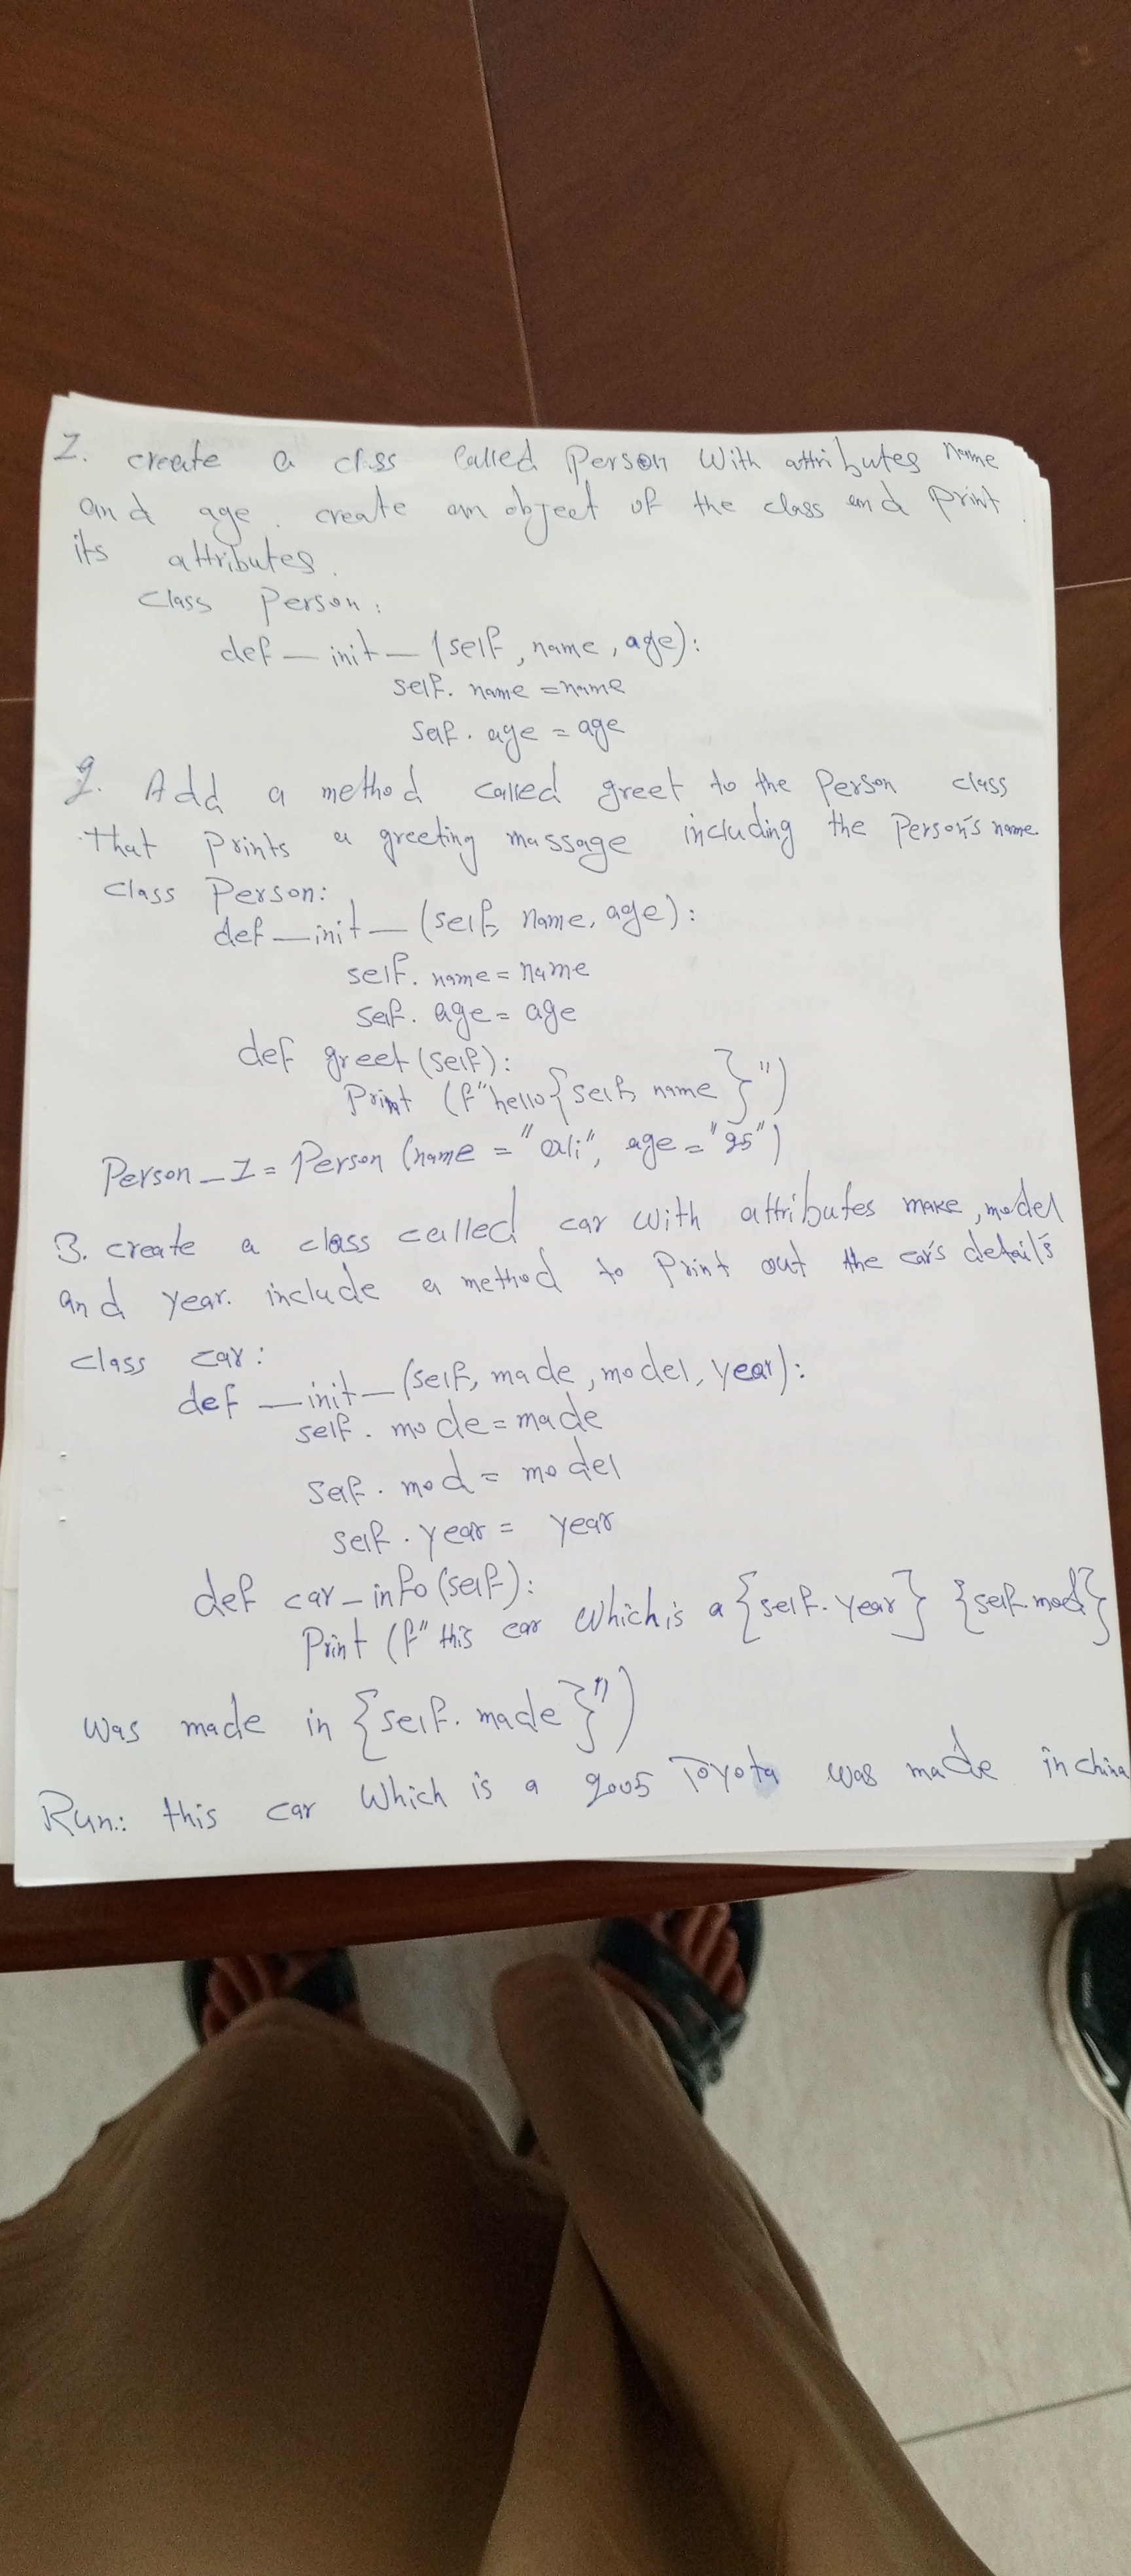 1. create a class called Person with attributes name
and age. create an object of the class and print
its attributes.
class Person:
def __init__ (self, name, age):
self. name = name
self. age = age
2. Add a method called greet to the Person class
that prints a greeting massage including the Person's name
class Person:
def __init__ (self, name, age):
self. name = name
self. age = age
def greet (self):
Print (f"hello {self, name}")
Person_1 = Person (name = "ali", age = "25")
3. create a class called car with attributes make, model
and year. include a method to Print out the car's detail's
class car:
def __init__ (self, made, model, year):
self. mode = made
self. mod = model
self. year = year
def car_info (self):
Print (f" this car which is a {self. year} {self. mod}
was made in {self. made}")
Run: this car which is a 2005 Toyota was made in china